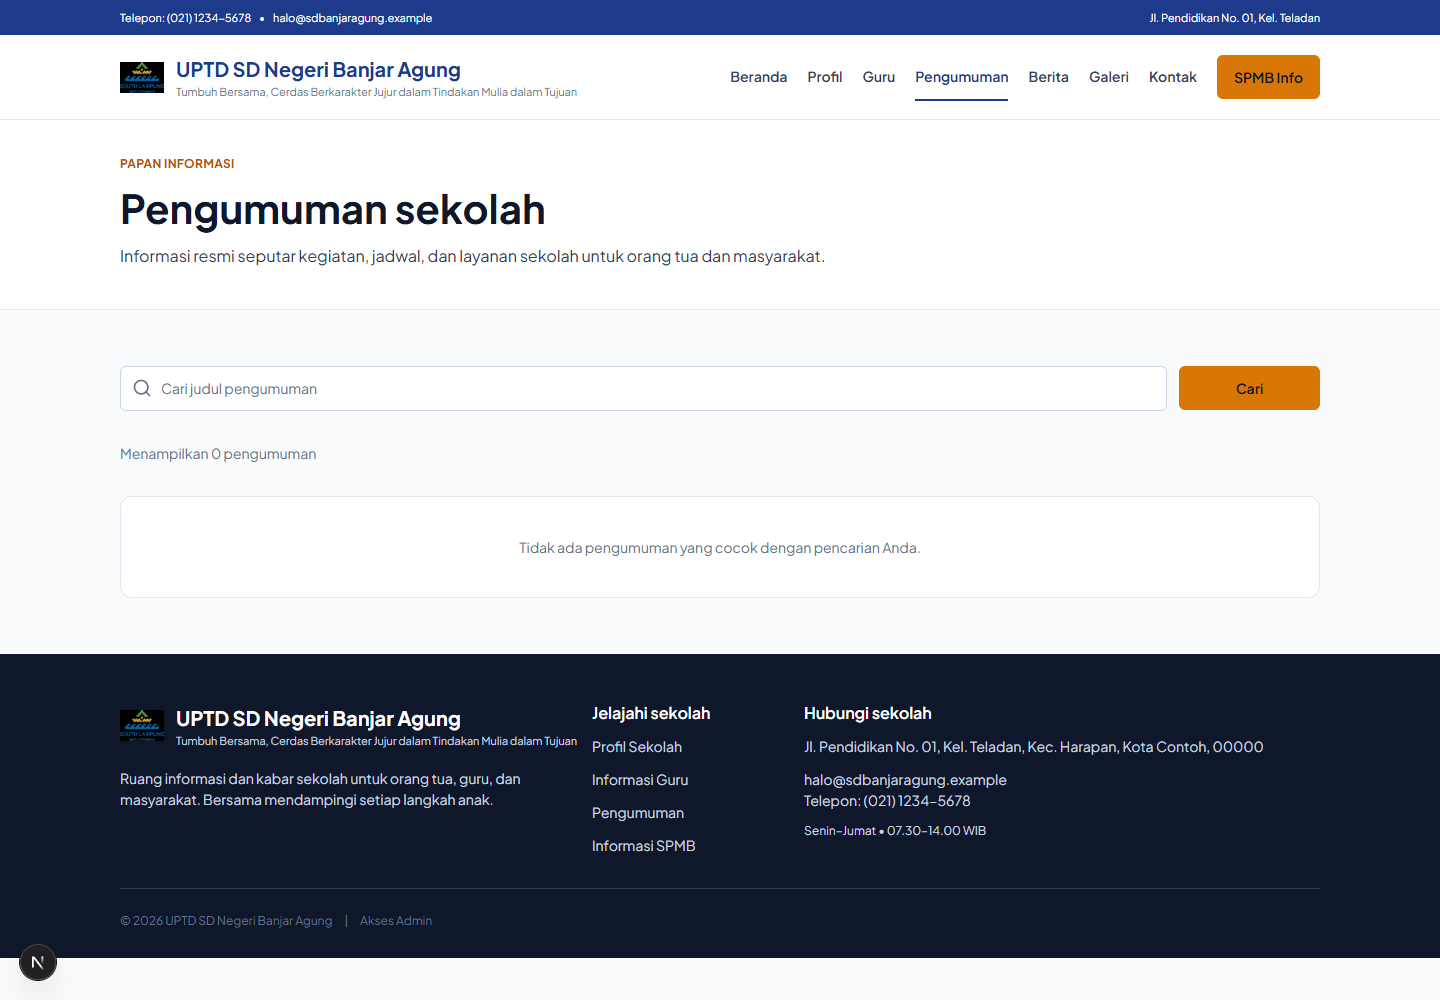 Telepon: (021) 1234-5678 • halo@sdbanjaragung.example
Jl. Pendidikan No. 01, Kel. Teladan
UPTD SD Negeri Banjar Agung
Tumbuh Bersama, Cerdas Berkarakter Jujur dalam Tindakan Mulia dalam Tujuan
Beranda
Profil
Guru
Pengumuman
Berita
Galeri
Kontak
SPMB Info
PAPAN INFORMASI
Pengumuman sekolah
Informasi resmi seputar kegiatan, jadwal, dan layanan sekolah untuk orang tua dan masyarakat.
Cari judul pengumuman
Cari
Menampilkan 0 pengumuman
Tidak ada pengumuman yang cocok dengan pencarian Anda.
UPTD SD Negeri Banjar Agung
Tumbuh Bersama, Cerdas Berkarakter Jujur dalam Tindakan Mulia dalam Tujuan
Ruang informasi dan kabar sekolah untuk orang tua, guru, dan
masyarakat. Bersama mendampingi setiap langkah anak.
Jelajahi sekolah
Profil Sekolah
Informasi Guru
Pengumuman
Informasi SPMB
Hubungi sekolah
Jl. Pendidikan No. 01, Kel. Teladan, Kec. Harapan, Kota Contoh, 00000
halo@sdbanjaragung.example
Telepon: (021) 1234-5678
Senin–Jumat • 07.30–14.00 WIB
© 2026 UPTD SD Negeri Banjar Agung | Akses Admin
N